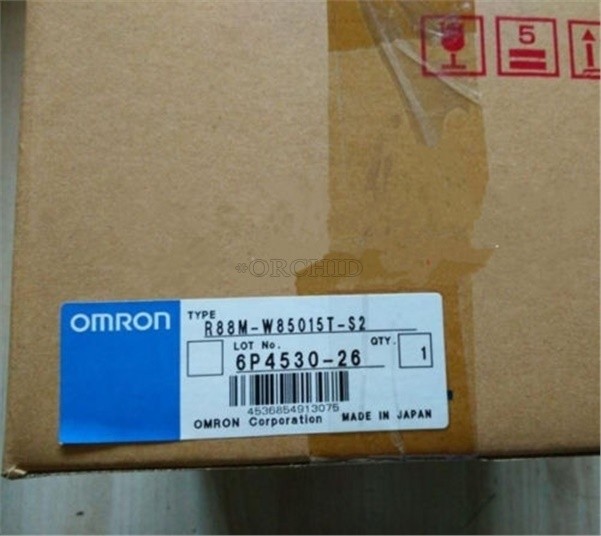 5
ORCHID
OMRON
TYPE R88M-W85015T-S2
LOT No. QTY.
6P4530-26 1
4536854913075
OMRON Corporation MADE IN JAPAN